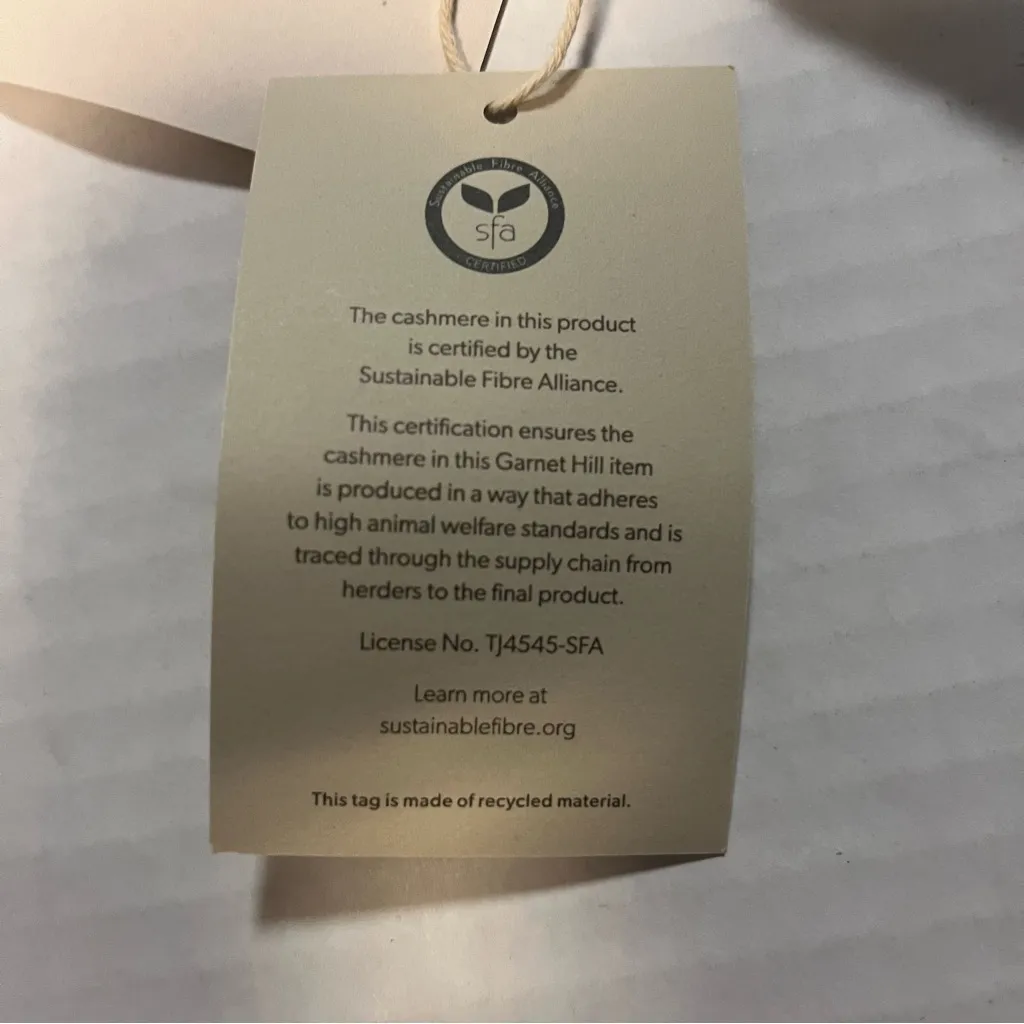 Sustainable Fibre Alliance
sfa
CERTIFIED
The cashmere in this product
is certified by the
Sustainable Fibre Alliance.
This certification ensures the
cashmere in this Garnet Hill item
is produced in a way that adheres
to high animal welfare standards and is
traced through the supply chain from
herders to the final product.
License No. TJ4545-SFA
Learn more at
sustainablefibre.org
This tag is made of recycled material.